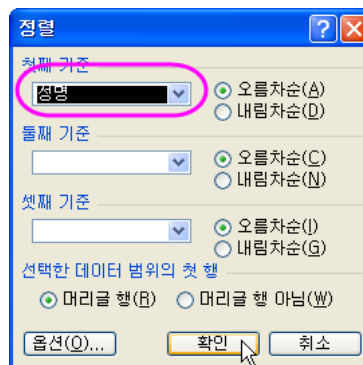 정렬
첫째 기준
성명
오름차순(A)
내림차순(D)
둘째 기준
오름차순(C)
내림차순(N)
셋째 기준
오름차순(I)
내림차순(G)
선택한 데이터 범위의 첫 행
머리글 행(R) 머리글 행 아님(W)
옵션(O)... 확인 취소